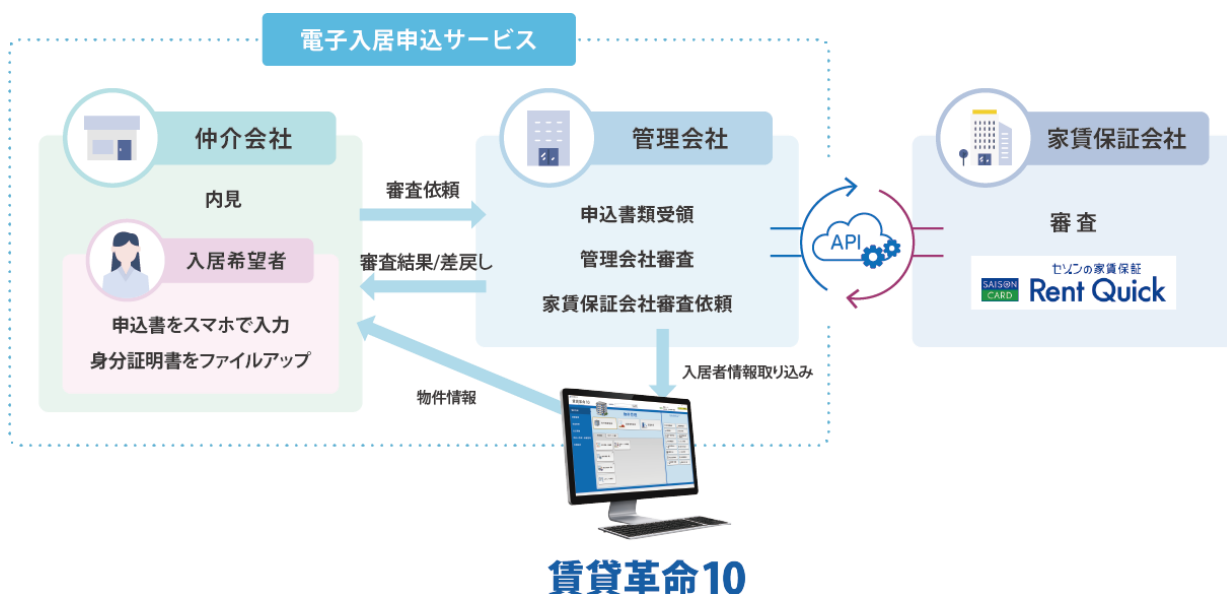 電子入居申込サービス
仲介会社
内見
入居希望者
申込書をスマホで入力
身分証明書をファイルアップ
審査依頼
審査結果/差戻し
物件情報
管理会社
申込書類受領
管理会社審査
家賃保証会社審査依頼
入居者情報取り込み
API
家賃保証会社
審査
SAISON
CARD
セゾンの家賃保証
Rent Quick
賃貸革命10